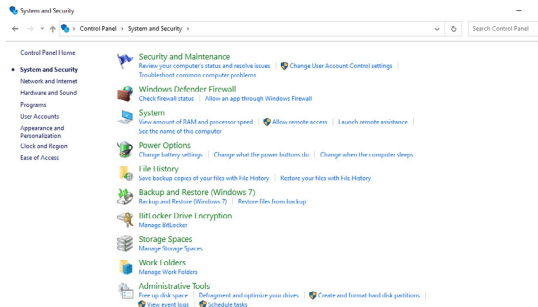 System and Security
Control Panel > System and Security >
Search Control Panel
Control Panel Home
System and Security
Network and Internet
Hardware and Sound
Programs
User Accounts
Appearance and
Personalization
Clock and Region
Ease of Access
Security and Maintenance
Review your computer's status and resolve issues | Change User Account Control settings |
Troubleshoot common computer problems
Windows Defender Firewall
Check firewall status | Allow an app through Windows Firewall
System
View amount of RAM and processor speed | Allow remote access | Launch remote assistance |
See the name of this computer
Power Options
Change battery settings | Change what the power buttons do | Change when the computer sleeps
File History
Save backup copies of your files with File History | Restore your files with File History
Backup and Restore (Windows 7)
Backup and Restore (Windows 7) | Restore files from backup
BitLocker Drive Encryption
Manage BitLocker
Storage Spaces
Manage Storage Spaces
Work Folders
Manage Work Folders
Administrative Tools
Free up disk space | Defragment and optimize your drives | Create and format hard disk partitions |
View event logs | Schedule tasks